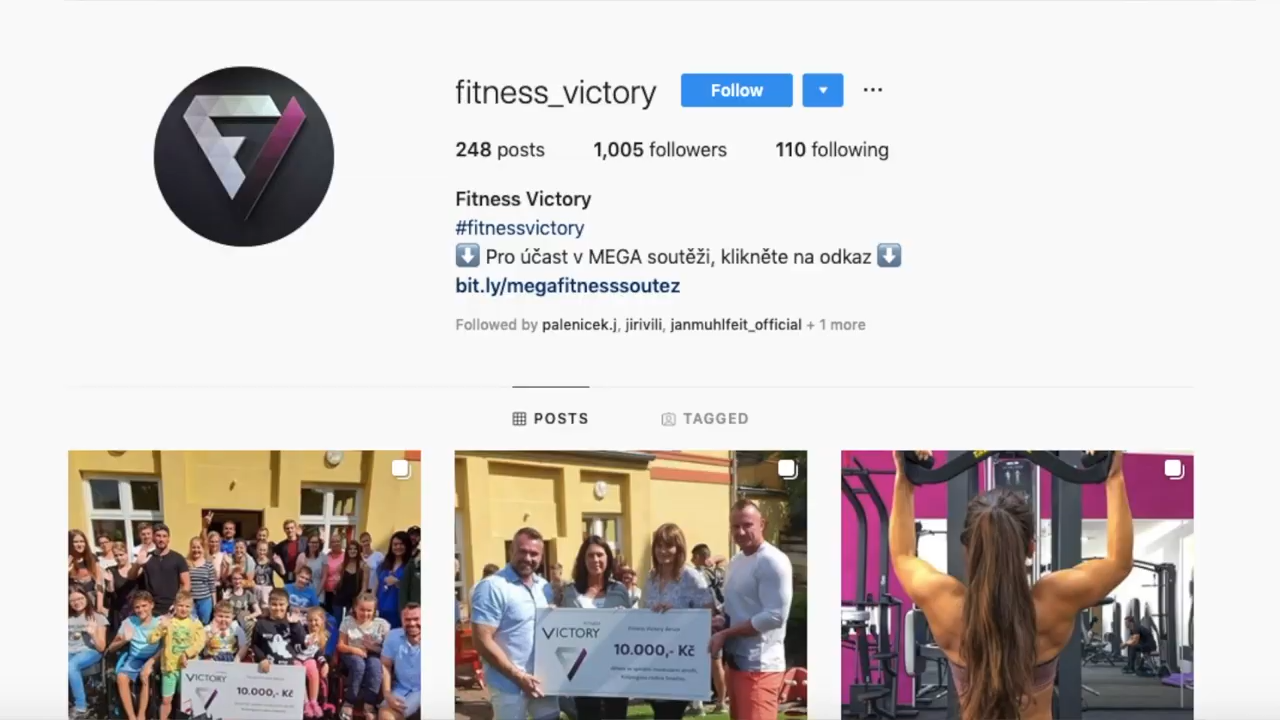 fitness_victory Follow
248 posts 1,005 followers 110 following
Fitness Victory
#fitnessvictory
Pro účast v MEGA soutěži, klikněte na odkaz
bit.ly/megafitnesssoutez
Followed by palenicek.j, jirivili, janmuhlfeit_official + 1 more
POSTS TAGGED
VICTORY
10.000,- Kč
FITNESS
VICTORY
10.000,- Kč